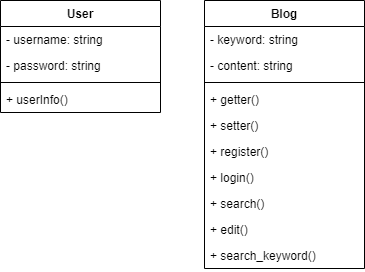 User
- username: string
- password: string
+ userInfo()
Blog
- keyword: string
- content: string
+ getter()
+ setter()
+ register()
+ login()
+ search()
+ edit()
+ search_keyword()